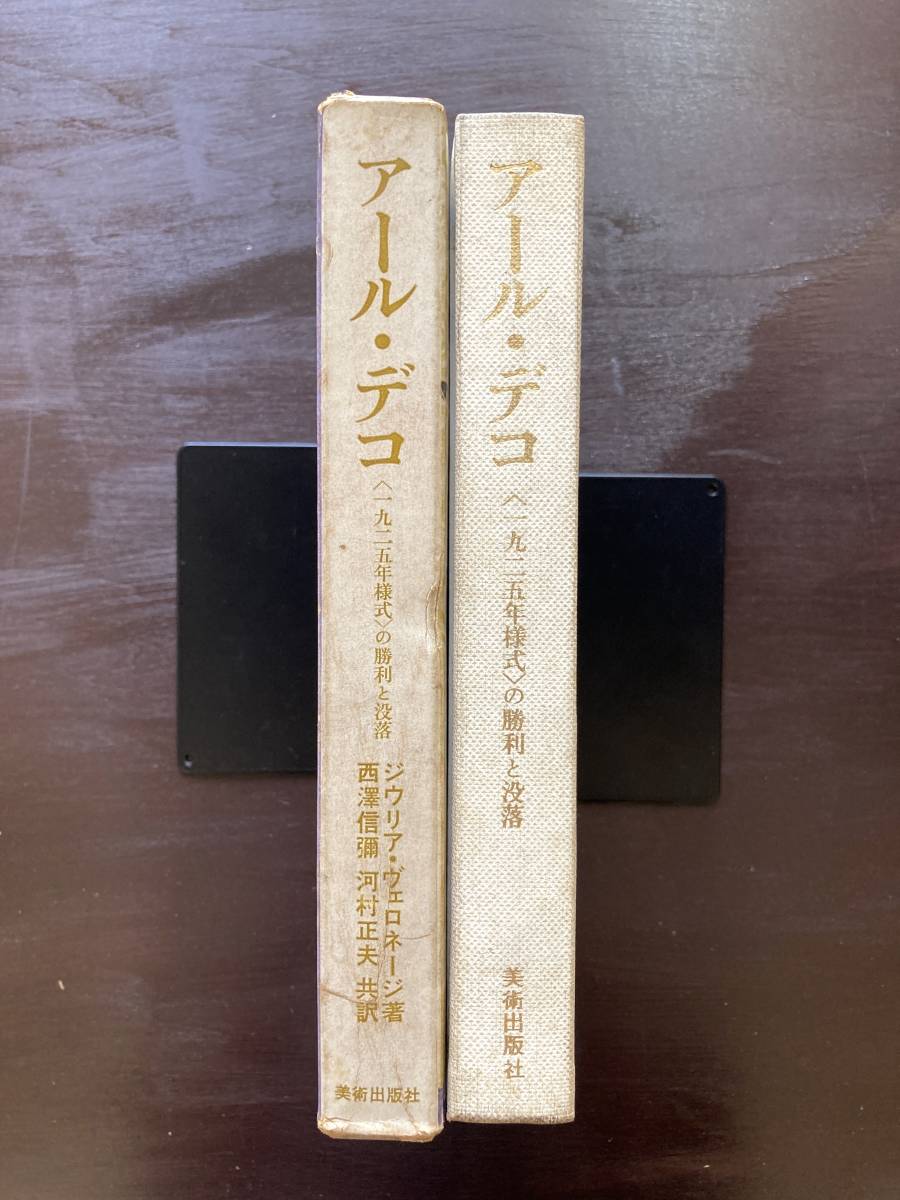 アール・デコ
〈一九二五年様式〉の勝利と没落
ジウリア・ヴェロネージ著
西澤信彌 河村正夫 共訳
美術出版社
アール・デコ
〈一九二五年様式〉の勝利と没落
美術出版社